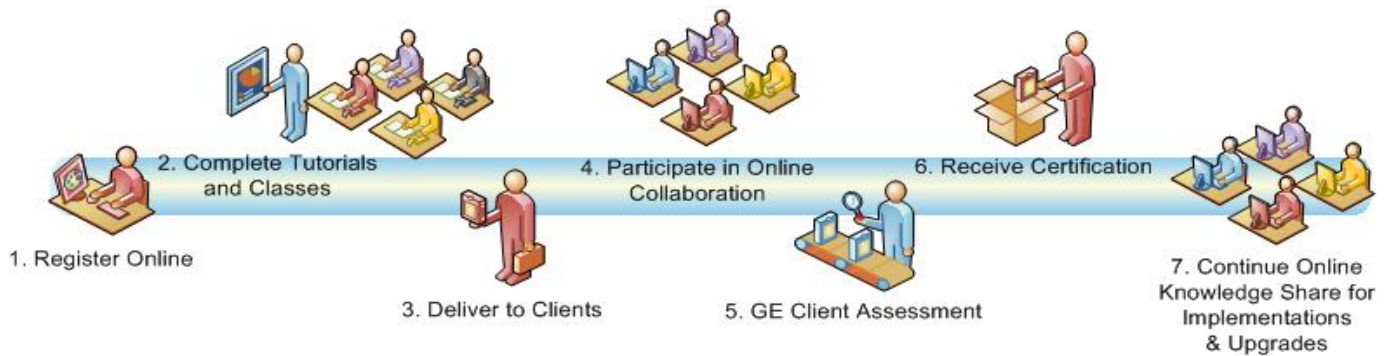 1. Register Online
2. Complete Tutorials
and Classes
3. Deliver to Clients
4. Participate in Online
Collaboration
5. GE Client Assessment
6. Receive Certification
7. Continue Online
Knowledge Share for
Implementations
& Upgrades